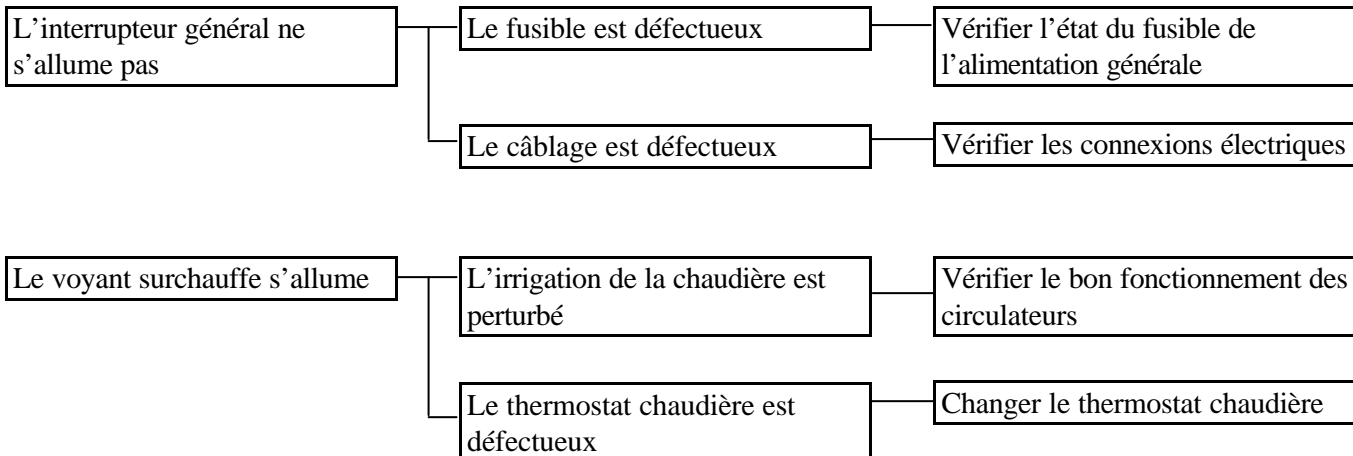 L’interrupteur général ne
s’allume pas
Le fusible est défectueux
Vérifier l’état du fusible de
l’alimentation générale
Le câblage est défectueux
Vérifier les connexions électriques
Le voyant surchauffe s’allume
L’irrigation de la chaudière est
perturbé
Vérifier le bon fonctionnement des
circulateurs
Le thermostat chaudière est
défectueux
Changer le thermostat chaudière